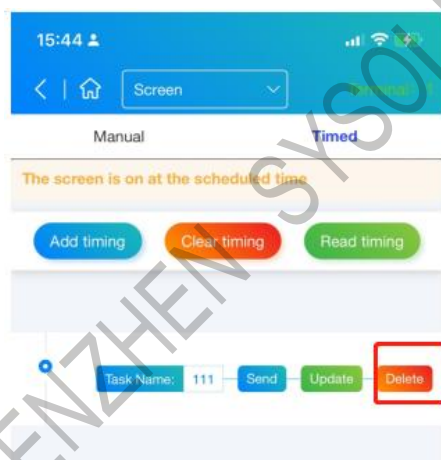 15:44
Screen
Terminal
Manual Timed
The screen is on at the scheduled time
Add timing Clear timing Read timing
Task Name: 111 Send Update Delete